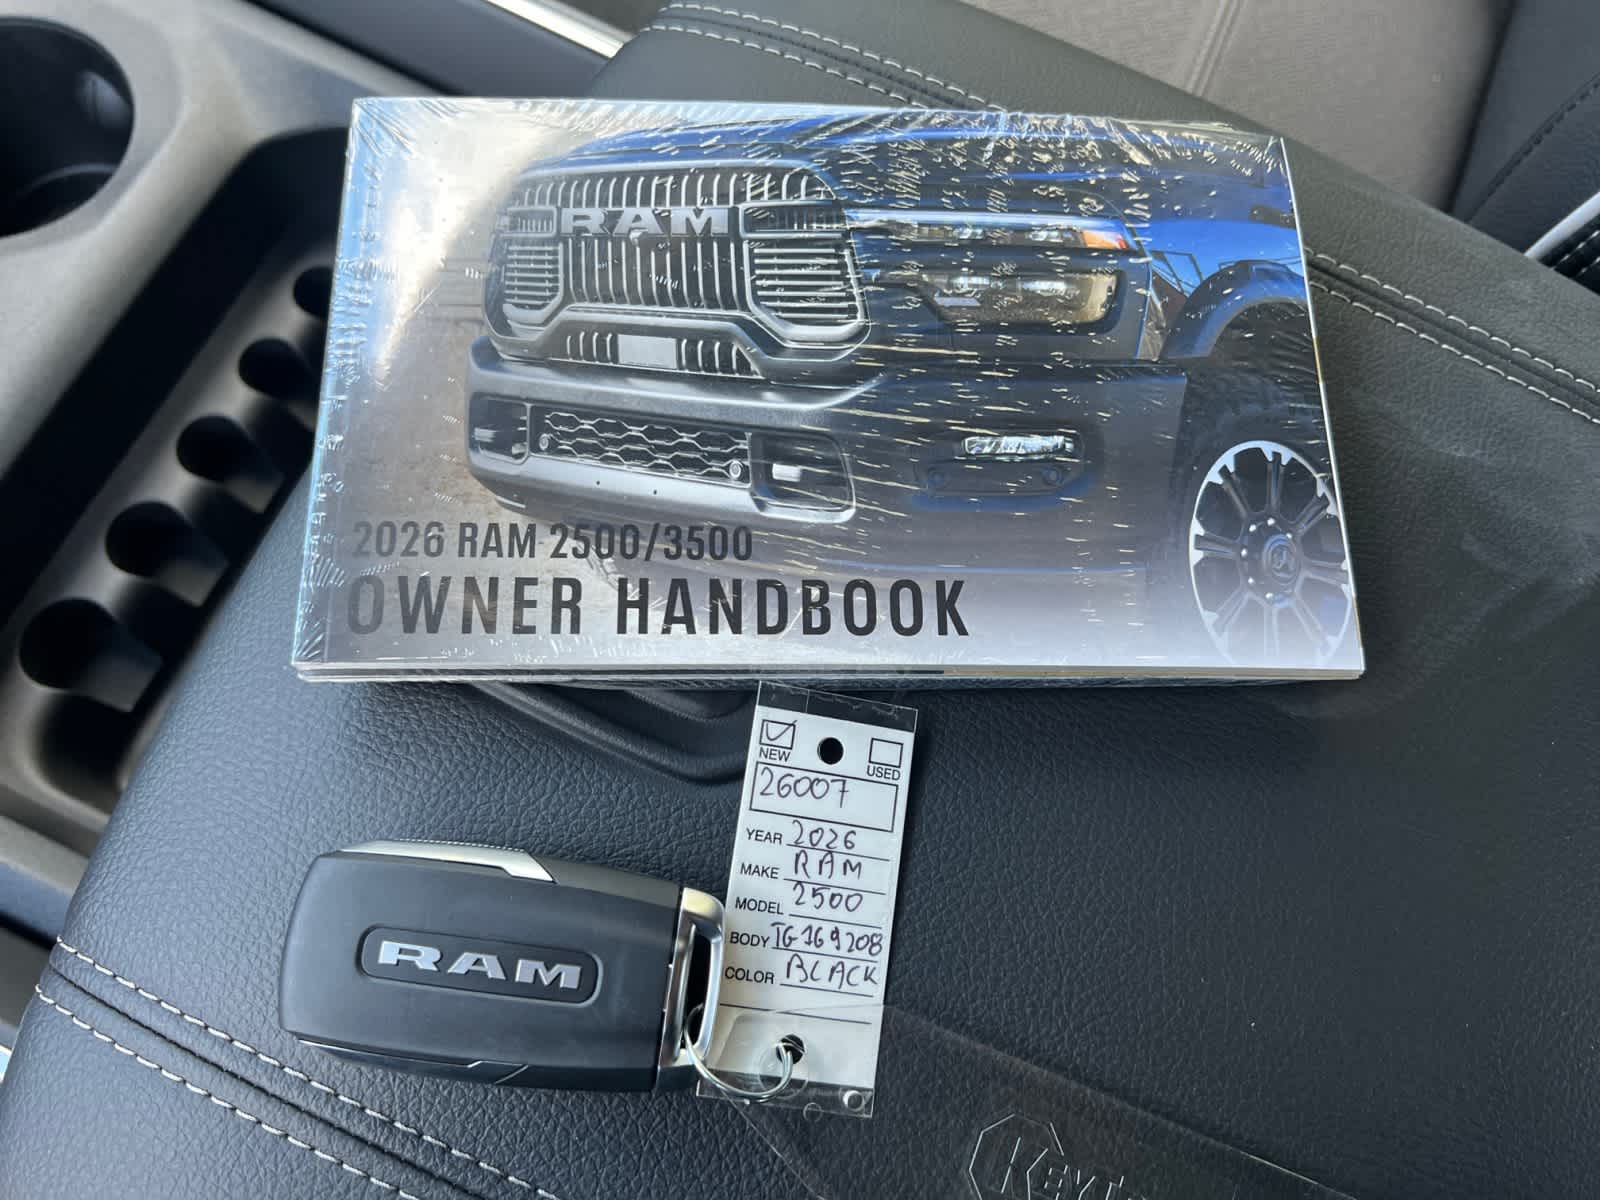 RAM
2026 RAM 2500/3500
OWNER HANDBOOK
NEW
USED
26007
YEAR 2026
MAKE RAM
MODEL 2500
BODY TG169208
COLOR BLACK
RAM